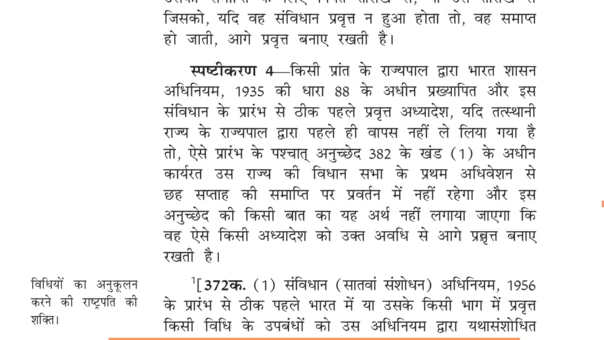 जिसको, यदि वह संविधान प्रवृत्त न हुआ होता तो, वह समाप्त
हो जाती, आगे प्रवृत्त बनाए रखती है।
स्पष्टीकरण 4—किसी प्रांत के राज्यपाल द्वारा भारत शासन
अधिनियम, 1935 की धारा 88 के अधीन प्रख्यापित और इस
संविधान के प्रारंभ से ठीक पहले प्रवृत्त अध्यादेश, यदि तत्स्थानी
राज्य के राज्यपाल द्वारा पहले ही वापस नहीं ले लिया गया है
तो, ऐसे प्रारंभ के पश्चात् अनुच्छेद 382 के खंड (1) के अधीन
कार्यरत उस राज्य की विधान सभा के प्रथम अधिवेशन से
छह सप्ताह की समाप्ति पर प्रवर्तन में नहीं रहेगा और इस
अनुच्छेद की किसी बात का यह अर्थ नहीं लगाया जाएगा कि
वह ऐसे किसी अध्यादेश को उक्त अवधि से आगे प्रवृत्त बनाए
रखती है।
विधियों का अनुकूलन
करने की राष्ट्रपति की
शक्ति।
¹[372क. (1) संविधान (सातवां संशोधन) अधिनियम, 1956
के प्रारंभ से ठीक पहले भारत में या उसके किसी भाग में प्रवृत्त
किसी विधि के उपबंधों को उस अधिनियम द्वारा यथासंशोधित